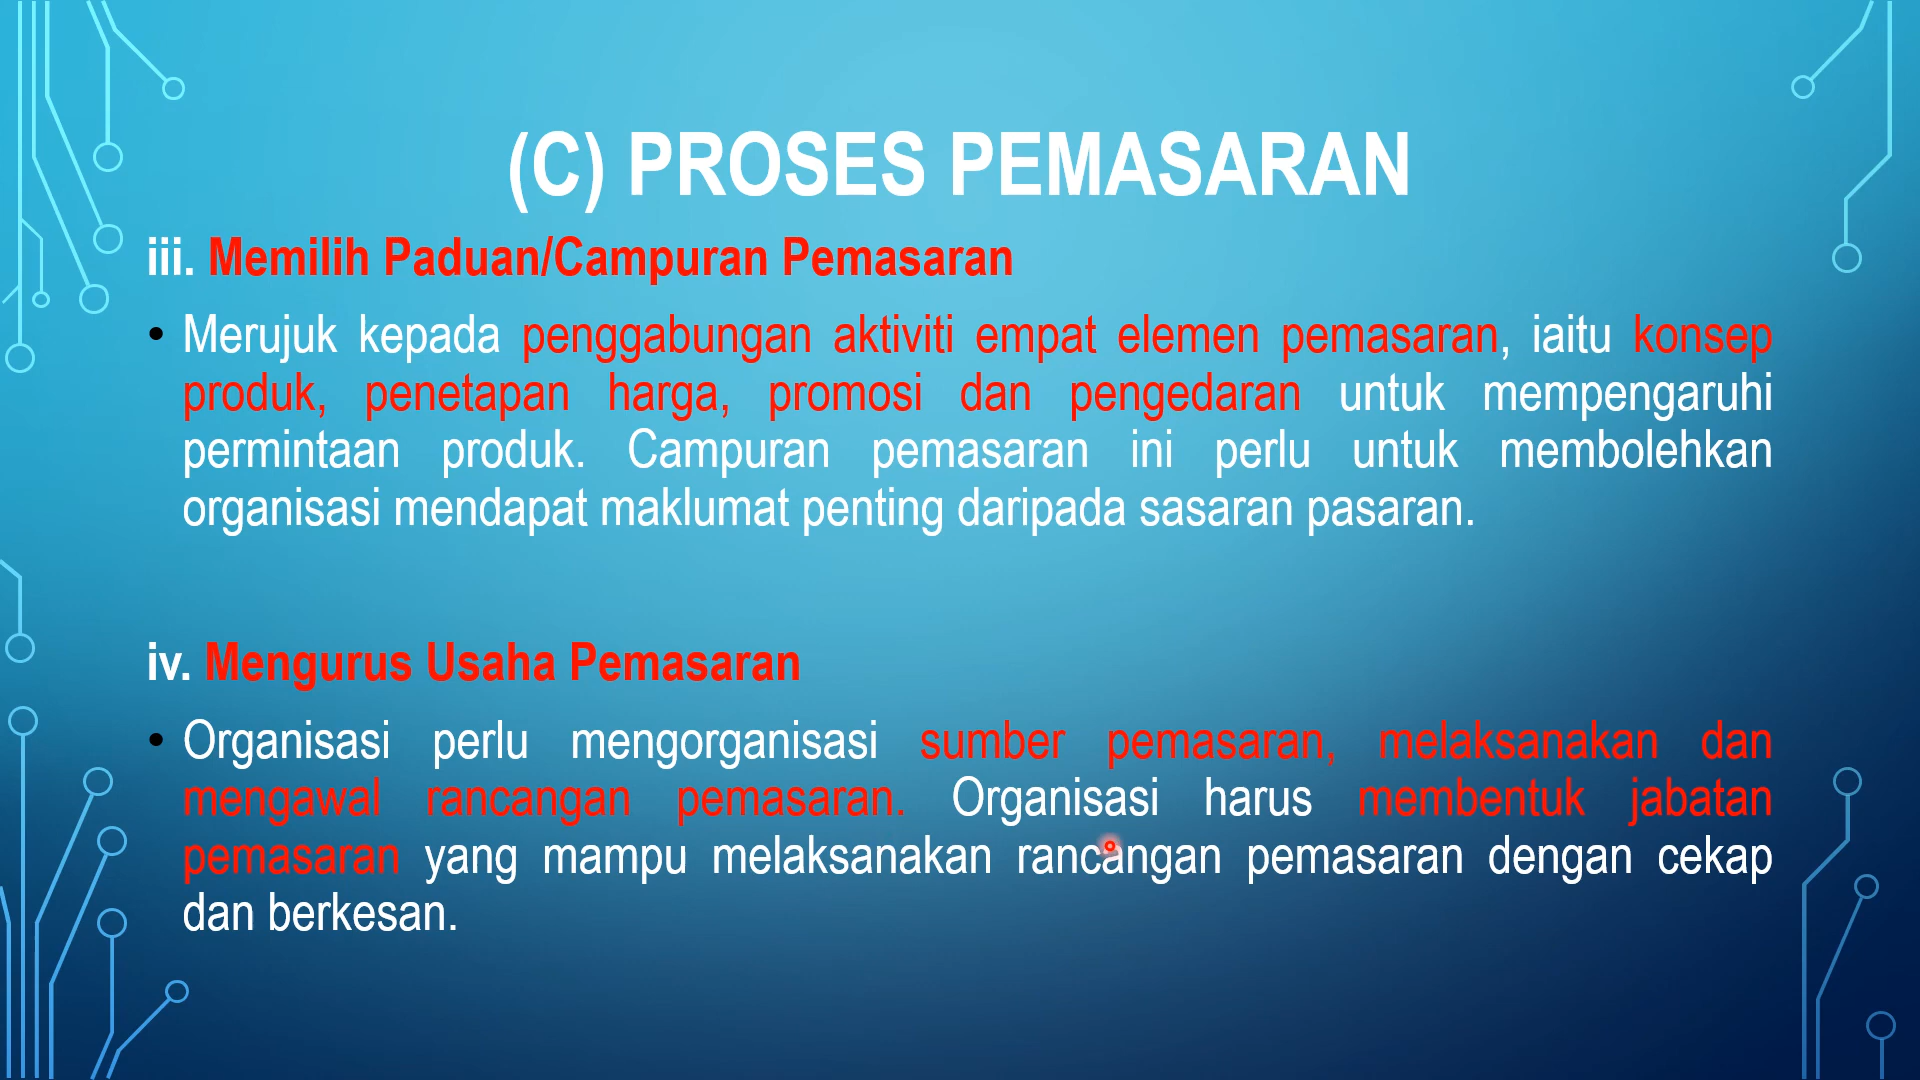 (C) PROSES PEMASARAN
iii. Memilih Paduan/Campuran Pemasaran
• Merujuk kepada penggabungan aktiviti empat elemen pemasaran, iaitu konsep
produk, penetapan harga, promosi dan pengedaran untuk mempengaruhi
permintaan produk. Campuran pemasaran ini perlu untuk membolehkan
organisasi mendapat maklumat penting daripada sasaran pasaran.
iv. Mengurus Usaha Pemasaran
• Organisasi perlu mengorganisasi sumber pemasaran, melaksanakan dan
mengawal rancangan pemasaran. Organisasi harus membentuk jabatan
pemasaran yang mampu melaksanakan rancangan pemasaran dengan cekap
dan berkesan.